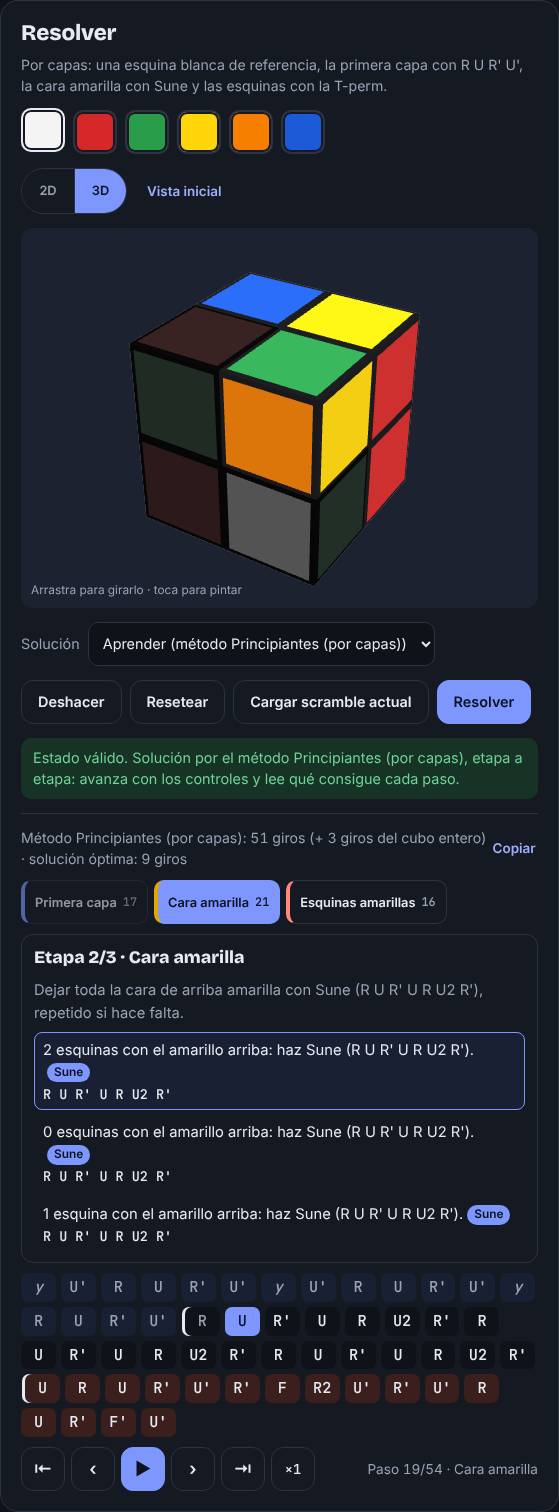 Resolver
Por capas: una esquina blanca de referencia, la primera capa con R U R' U',
la cara amarilla con Sune y las esquinas con la T-perm.
2D 3D Vista inicial
Arrastra para girarlo · toca para pintar
Solución Aprender (método Principiantes (por capas))
Deshacer Resetear Cargar scramble actual Resolver
Estado válido. Solución por el método Principiantes (por capas), etapa a
etapa: avanza con los controles y lee qué consigue cada paso.
Método Principiantes (por capas): 51 giros (+ 3 giros del cubo entero)
· solución óptima: 9 giros
Copiar
Primera capa 17 Cara amarilla 21 Esquinas amarillas 16
Etapa 2/3 · Cara amarilla
Dejar toda la cara de arriba amarilla con Sune (R U R' U R U2 R'),
repetido si hace falta.
2 esquinas con el amarillo arriba: haz Sune (R U R' U R U2 R').
Sune
R U R' U R U2 R'
0 esquinas con el amarillo arriba: haz Sune (R U R' U R U2 R').
Sune
R U R' U R U2 R'
1 esquina con el amarillo arriba: haz Sune (R U R' U R U2 R'). Sune
R U R' U R U2 R'
y U' R U R' U' y U' R U R' U' y
R U R' U' R U R' U R U2 R' R
U R' U R U2 R' R U R' U R U2 R'
U R U R' U' R' F R2 U' R' U' R
U R' F' U'
×1 Paso 19/54 · Cara amarilla